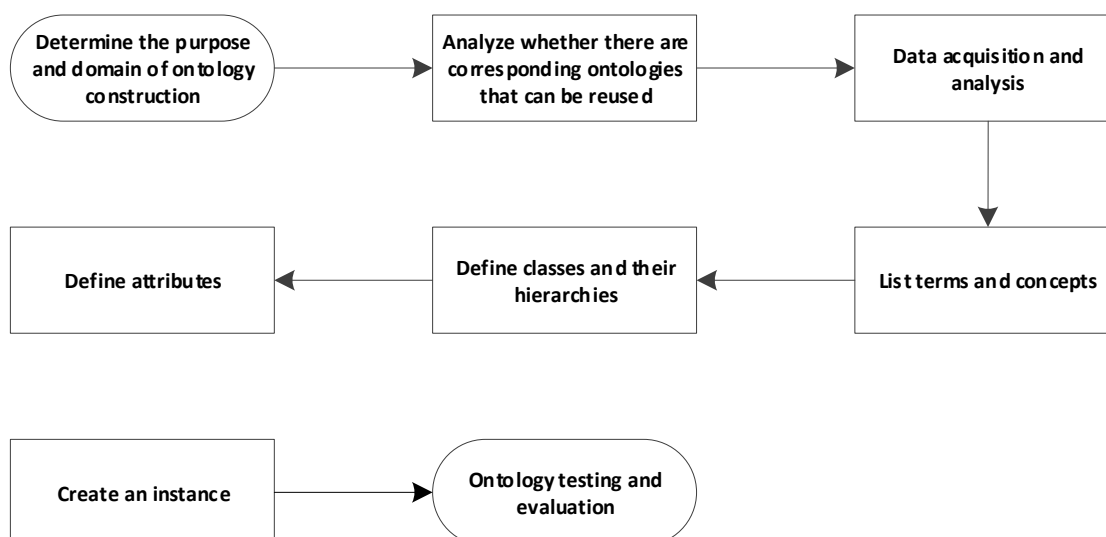 Determine the purpose
and domain of ontology
construction
Analyze whether there are
corresponding ontologies
that can be reused
Data acquisition and
analysis
List terms and concepts
Define classes and their
hierarchies
Define attributes
Create an instance
Ontology testing and
evaluation